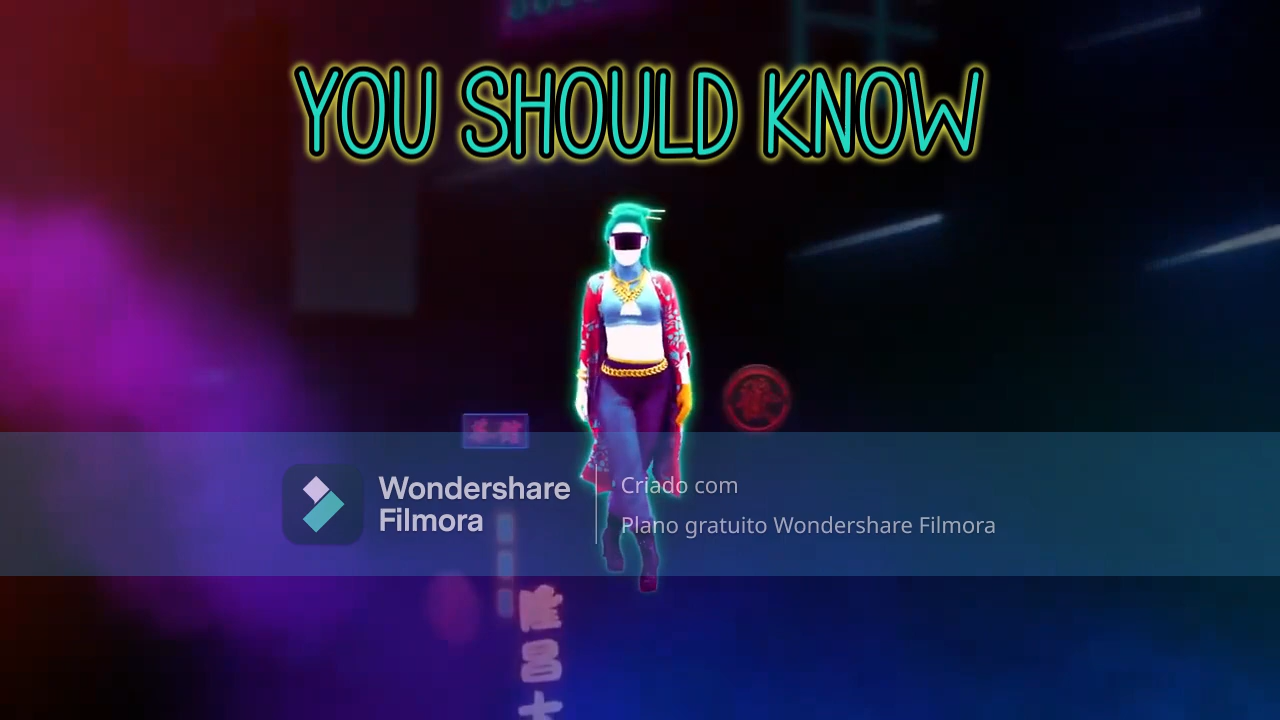 YOU SHOULD KNOW
Wondershare
Filmora
Criado com
Plano gratuito Wondershare Filmora